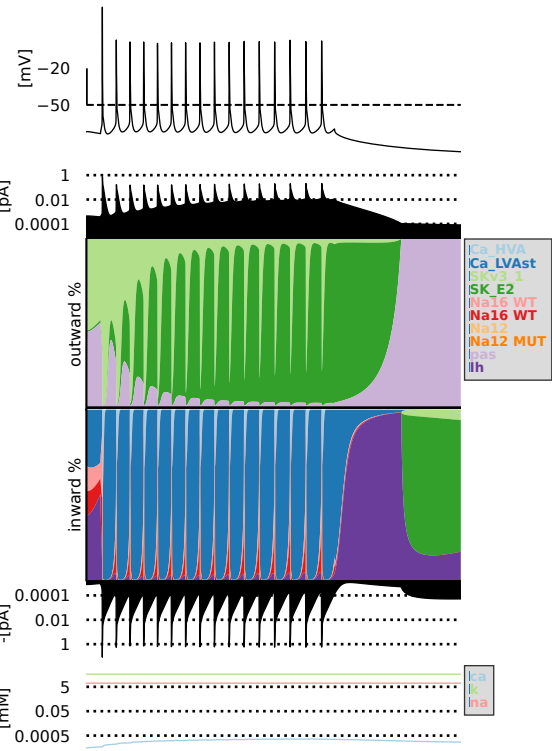 [mV]
−20
−50
[pA]
1
0.01
0.0001
outward %
Ca_HVA
Ca_LVAst
SKv3_1
SK_E2
Na16 WT
Na16 WT
Na12
Na12 MUT
pas
Ih
inward %
-[pA]
0.0001
0.01
1
[mM]
5
0.05
0.0005
ca
k
na